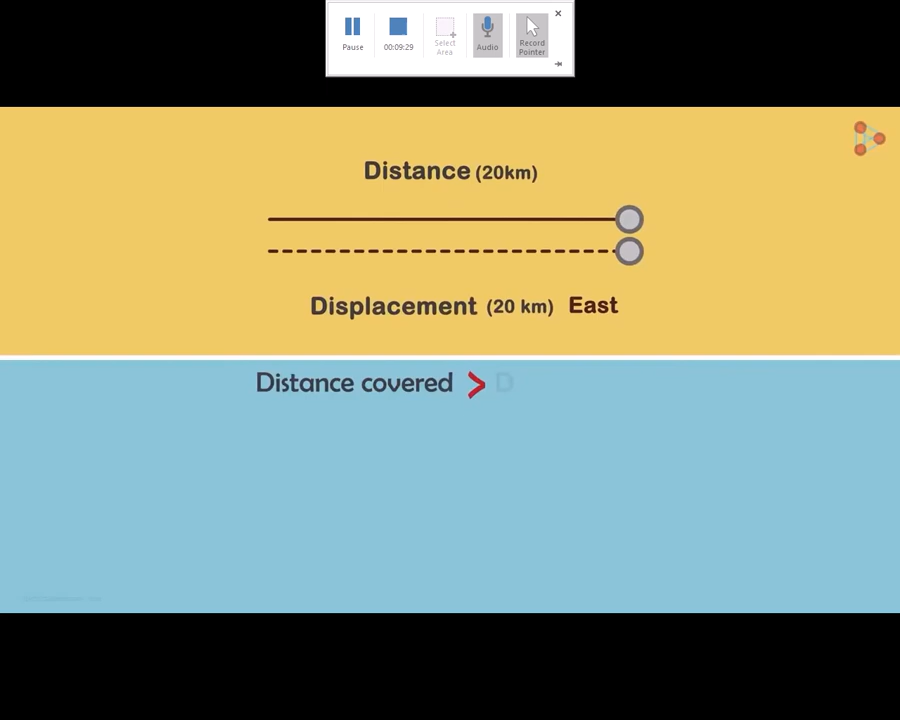 Pause
00:09:29
Select
Area
Audio
Record
Pointer
Distance (20km)
Displacement (20 km) East
Distance covered > D